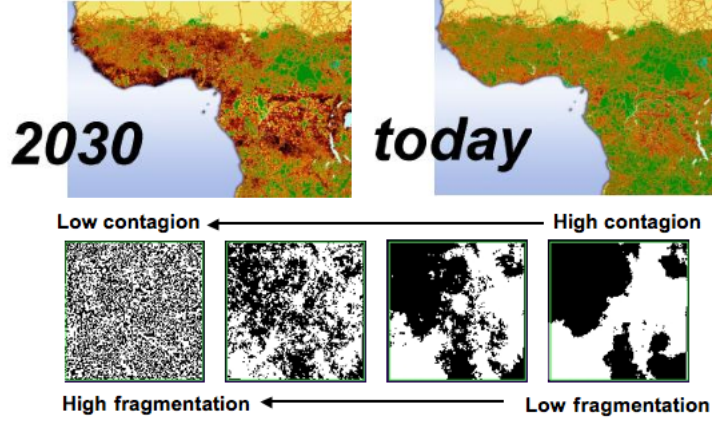 2030
today
Low contagion
High contagion
High fragmentation
Low fragmentation